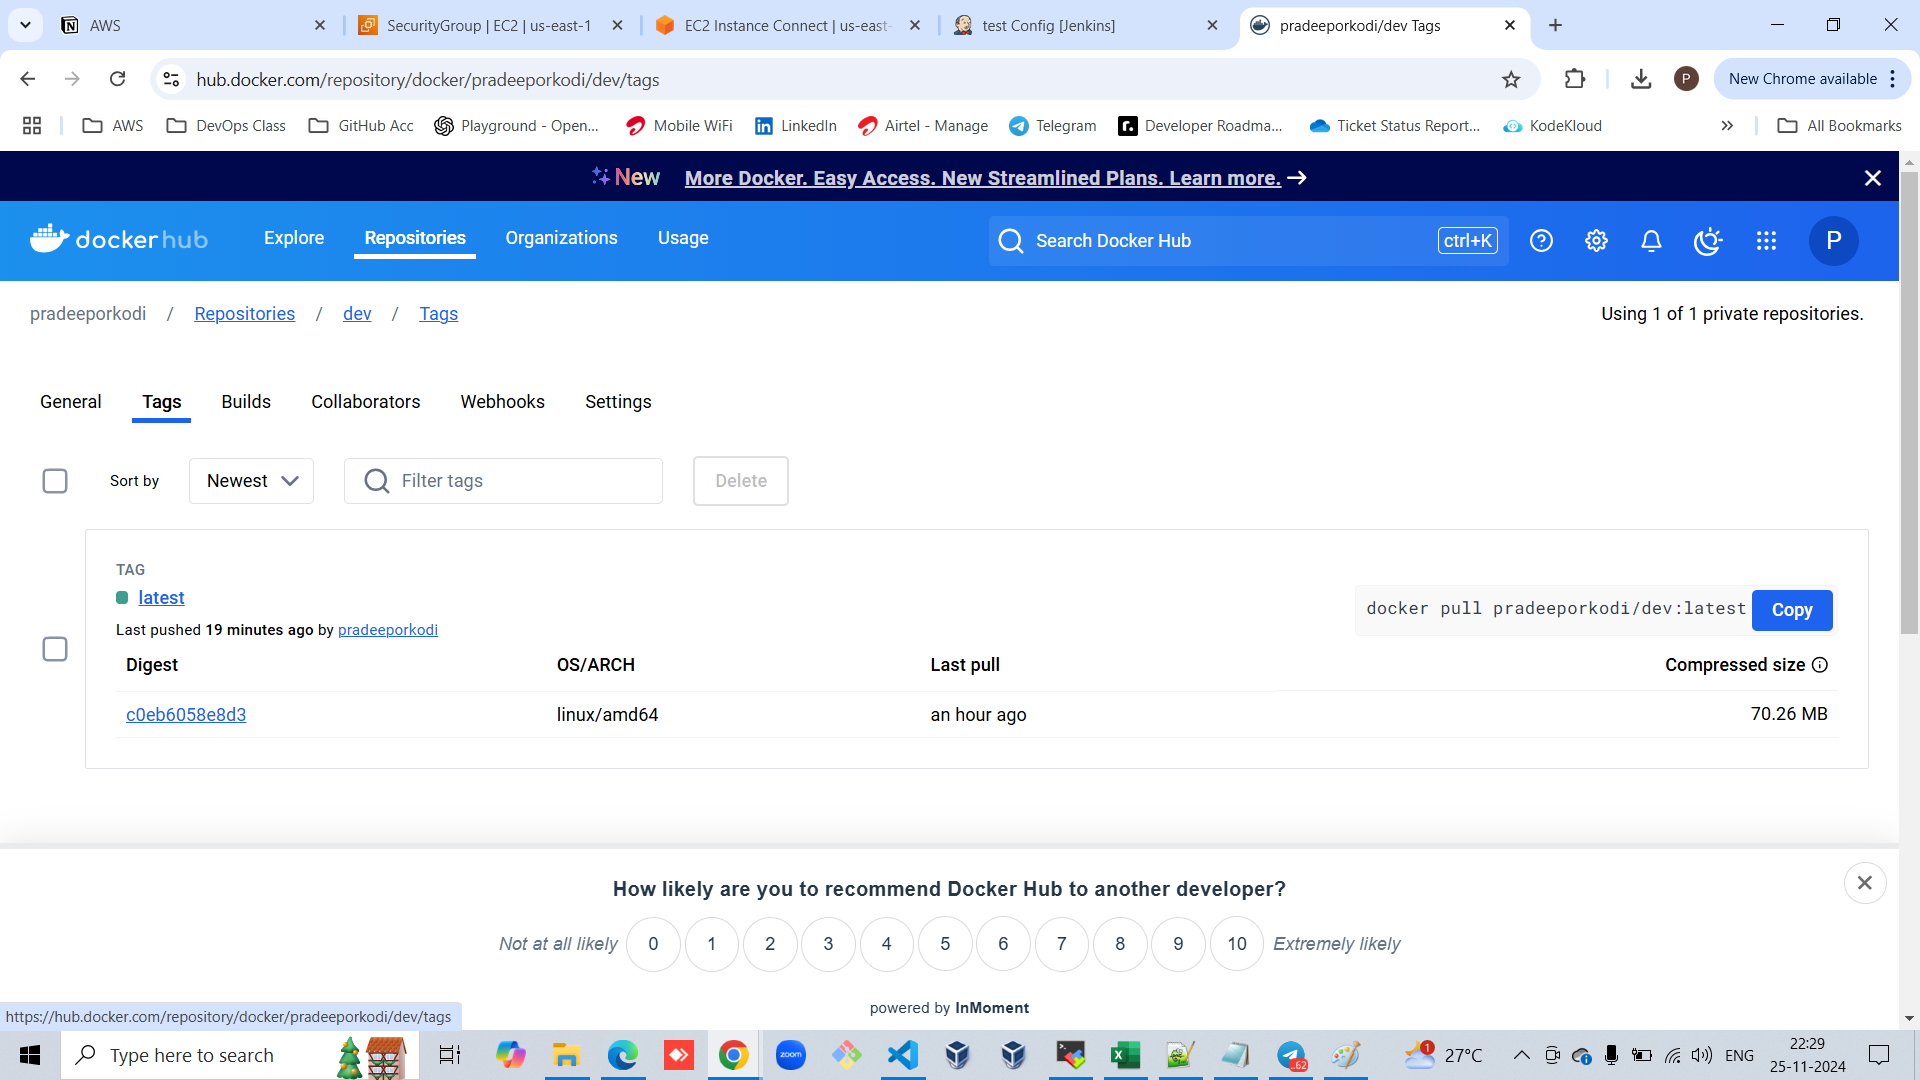 AWS
SecurityGroup | EC2 | us-east-1
EC2 Instance Connect | us-east-
test Config [Jenkins]
pradeeporkodi/dev Tags
hub.docker.com/repository/docker/pradeeporkodi/dev/tags
P
New Chrome available
AWS
DevOps Class
GitHub Acc
Playground - Open...
Mobile WiFi
LinkedIn
Airtel - Manage
Telegram
Developer Roadma...
Ticket Status Report...
KodeKloud
All Bookmarks
New More Docker. Easy Access. New Streamlined Plans. Learn more.
dockerhub
Explore
Repositories
Organizations
Usage
Search Docker Hub
ctrl+K
P
pradeeporkodi / Repositories / dev / Tags
Using 1 of 1 private repositories.
General
Tags
Builds
Collaborators
Webhooks
Settings
Sort by
Newest
Filter tags
Delete
TAG
latest
docker pull pradeeporkodi/dev:latest
Copy
Last pushed 19 minutes ago by pradeeporkodi
Digest
OS/ARCH
Last pull
Compressed size
c0eb6058e8d3
linux/amd64
an hour ago
70.26 MB
How likely are you to recommend Docker Hub to another developer?
Not at all likely 0 1 2 3 4 5 6 7 8 9 10 Extremely likely
powered by InMoment
https://hub.docker.com/repository/docker/pradeeporkodi/dev/tags
Type here to search
zoom
62
1
27°C
ENG
22:29
25-11-2024